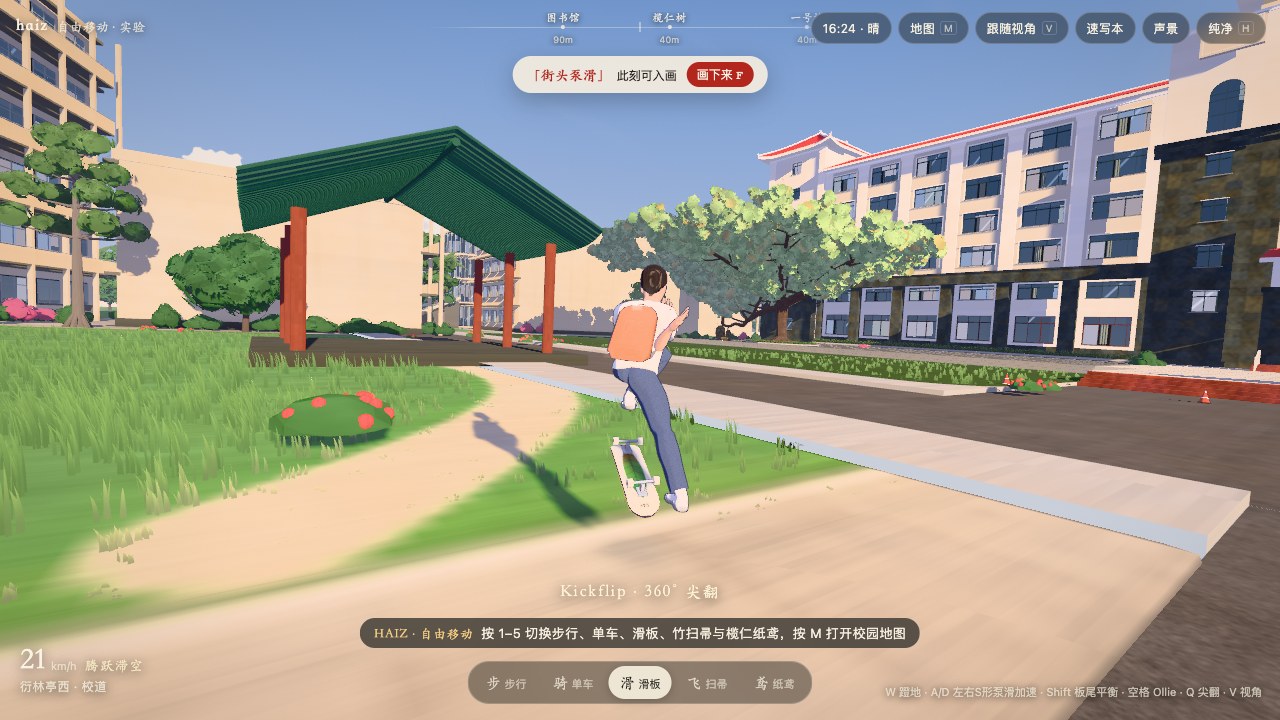 haiz 自由移动·实验
图书馆
90m
榄仁树
40m
一号
40m
16:24 · 晴
地图 M
跟随视角 V
速写本
声景
纯净 H
「街头泵滑」 此刻可入画 画下来 F
Kickflip · 360° 尖翻
HAIZ · 自由移动 按 1–5 切换步行、单车、滑板、竹扫帚与榄仁纸鸢，按 M 打开校园地图
21 km/h 腾跃滞空
衍林亭西 · 校道
步 步行
骑 单车
滑 滑板
飞 扫帚
鸢 纸鸢
W 蹬地 · A/D 左右S形泵滑加速 · Shift 板尾平衡 · 空格 Ollie · Q 尖翻 · V 视角